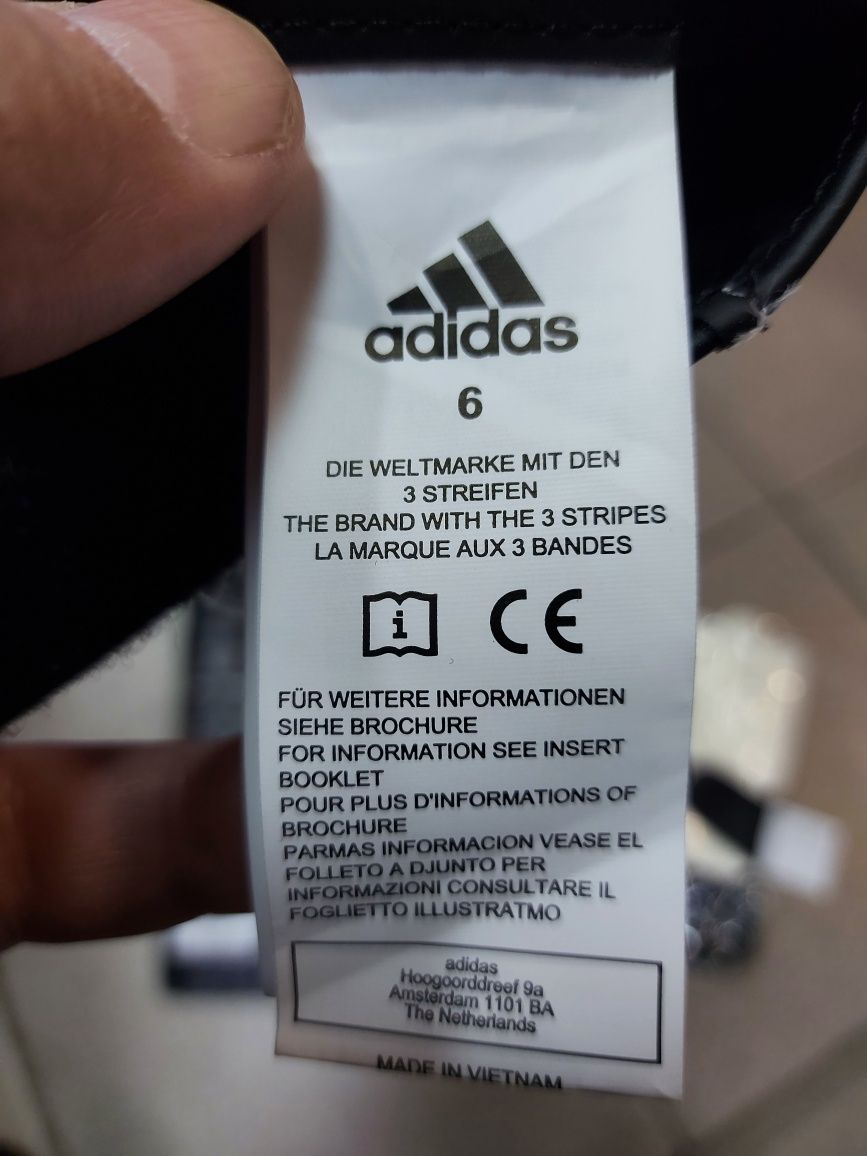 adidas
6
DIE WELTMARKE MIT DEN
3 STREIFEN
THE BRAND WITH THE 3 STRIPES
LA MARQUE AUX 3 BANDES
i CE
FÜR WEITERE INFORMATIONEN
SIEHE BROCHURE
FOR INFORMATION SEE INSERT
BOOKLET
POUR PLUS D'INFORMATIONS OF
BROCHURE
PARMAS INFORMACION VEASE EL
FOLLETO A DJUNTO PER
INFORMAZIONI CONSULTARE IL
FOGLIETTO ILLUSTRATMO
adidas
Hoogoorddreef 9a
Amsterdam 1101 BA
The Netherlands
MADE IN VIETNAM